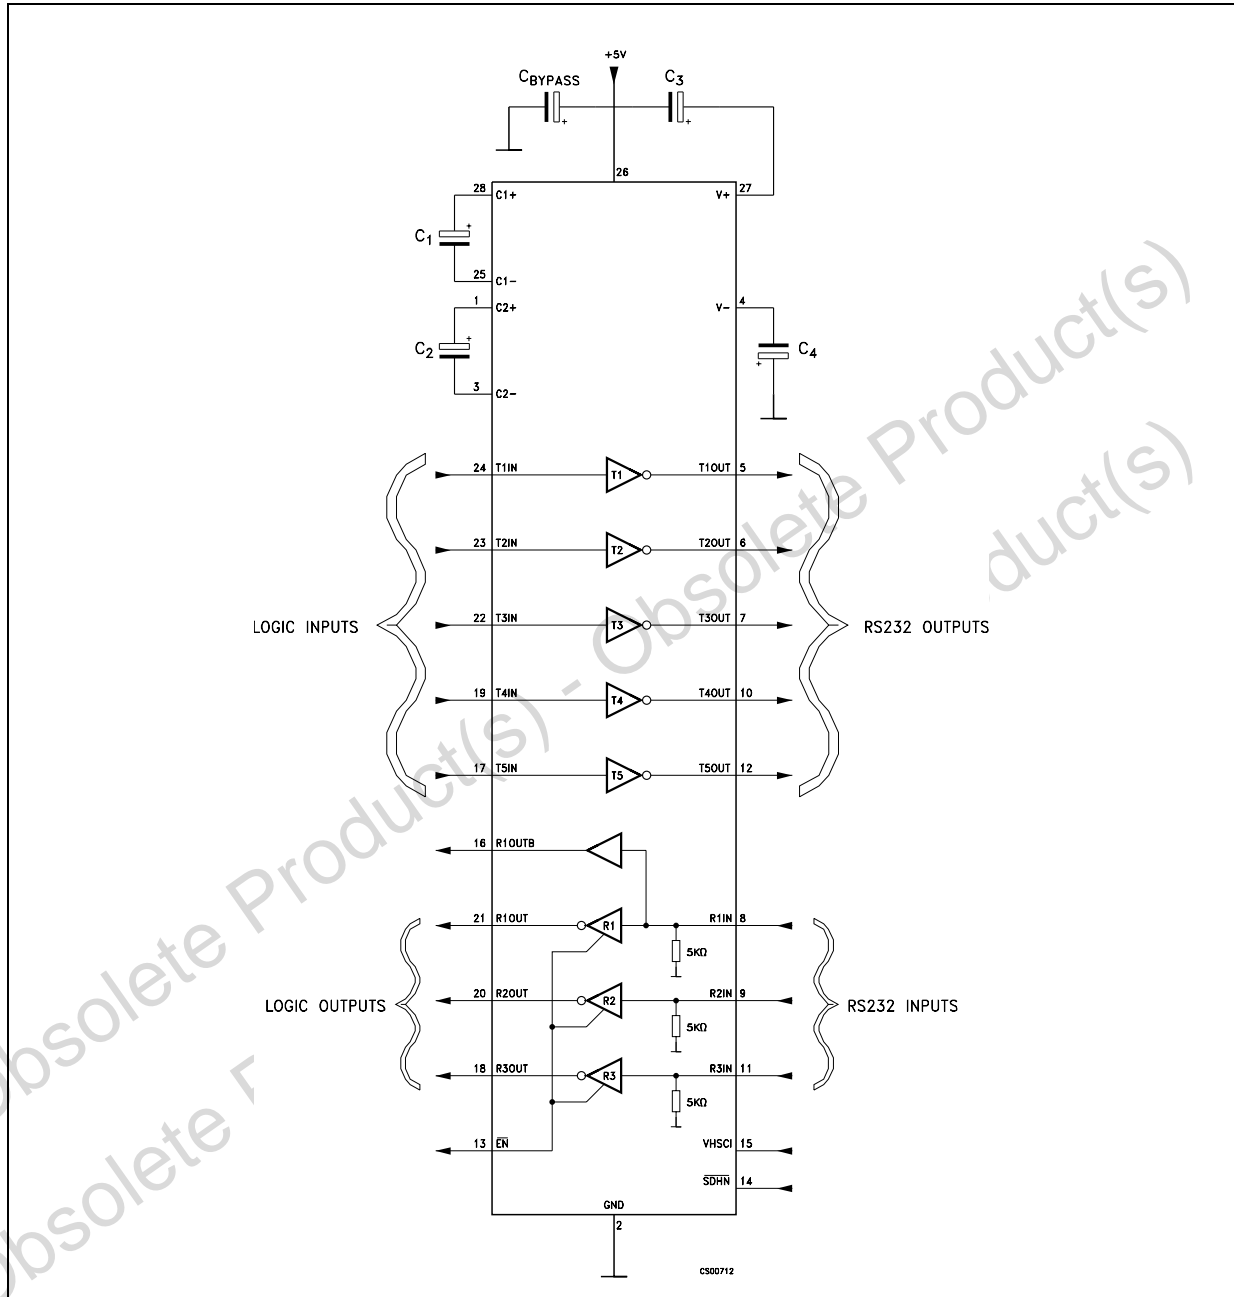 +5V
CBYPASS
C3
+
+
26
28 C1+
V+ 27
C1
+
25 C1-
1 C2+
V- 4
C2
+
C4
+
3 C2-
24 T1IN T1 T1OUT 5
23 T2IN T2 T2OUT 6
LOGIC INPUTS
22 T3IN T3 T3OUT 7
RS232 OUTPUTS
19 T4IN T4 T4OUT 10
17 T5IN T5 T5OUT 12
16 R1OUTB
21 R1OUT R1 R1IN 8
5KΩ
LOGIC OUTPUTS
20 R2OUT R2 R2IN 9
RS232 INPUTS
5KΩ
18 R3OUT R3 R3IN 11
5KΩ
13 EN
VHSCI 15
SDHN 14
GND
2
CS00712
Obsolete Product(s) - Obsolete Product(s)